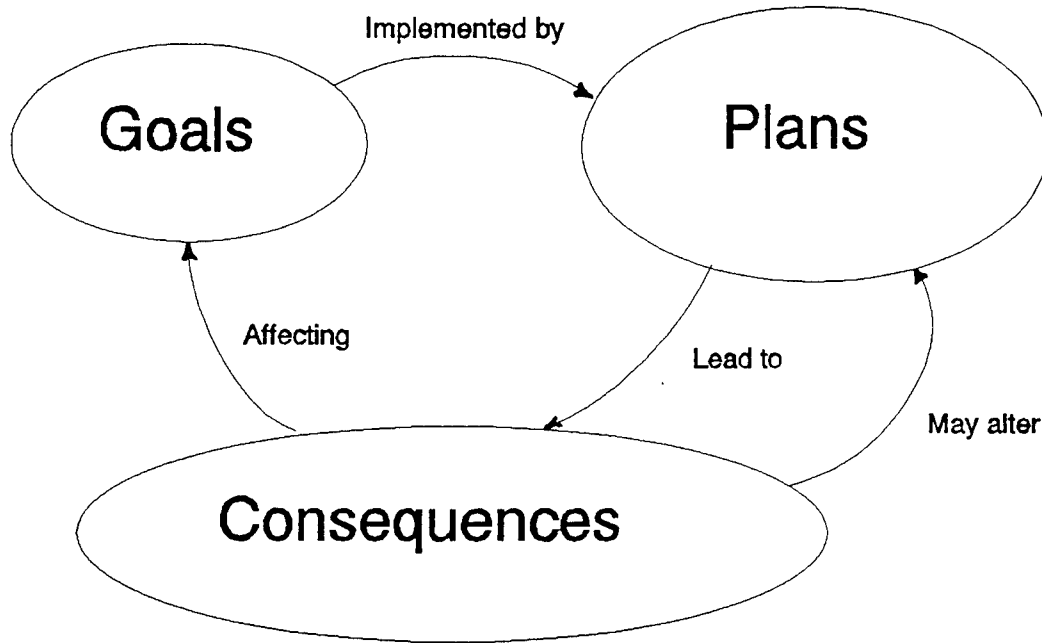 Implemented by
Goals
Plans
Affecting
Lead to
May alter
Consequences